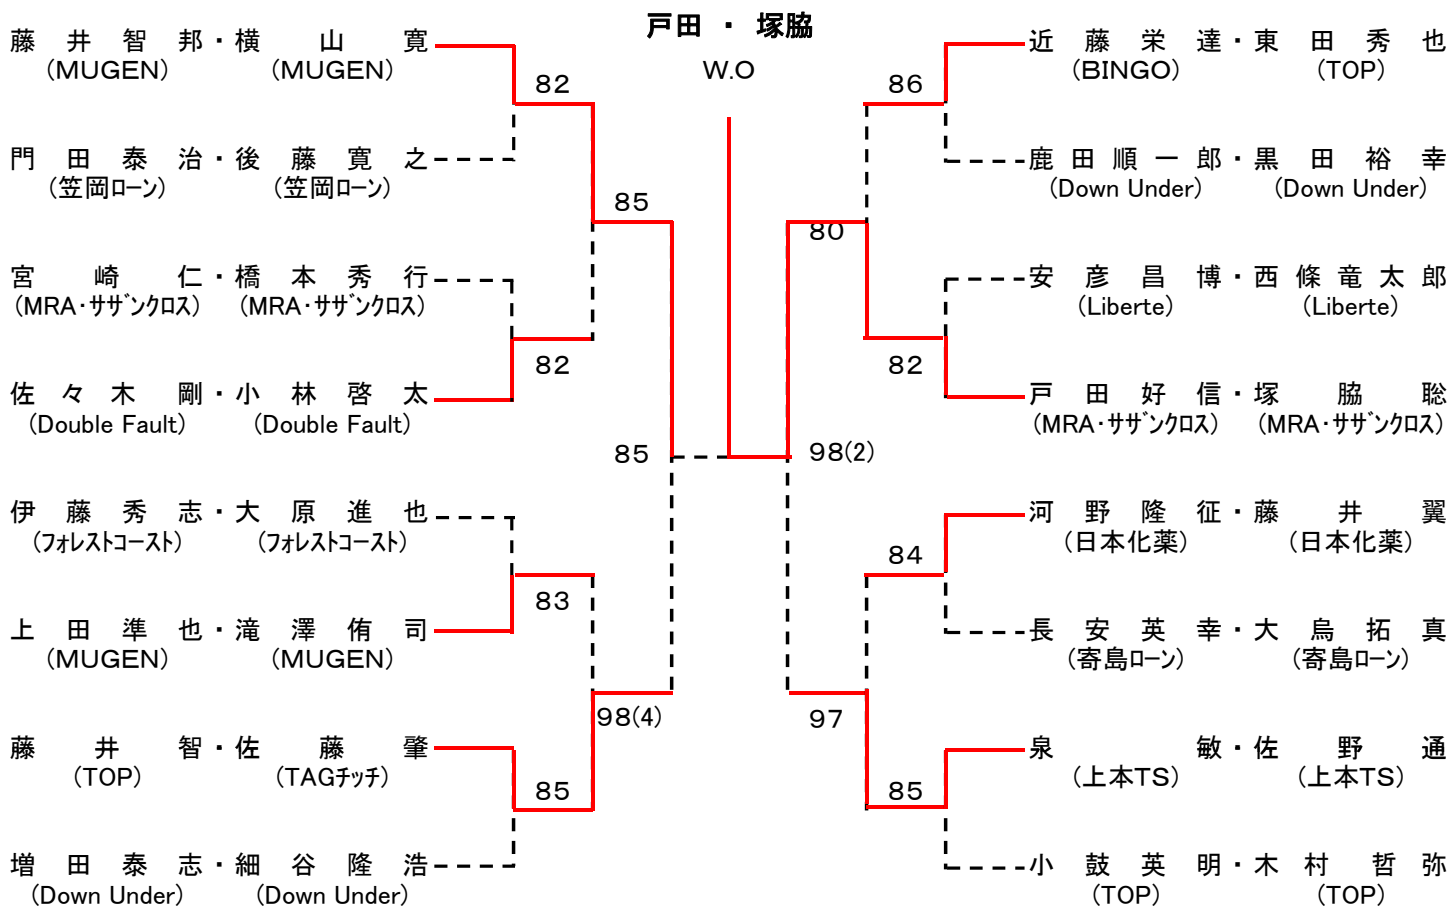 戸田 ・ 塚脇
W.O
藤井智邦・横山寛
(MUGEN) (MUGEN)
82
門田泰治・後藤寛之
(笠岡ローン) (笠岡ローン)
85
宮崎仁・橋本秀行
(MRA・サザンクロス) (MRA・サザンクロス)
82
佐々木剛・小林啓太
(Double Fault) (Double Fault)
85
伊藤秀志・大原進也
(フォレストコースト) (フォレストコースト)
83
上田準也・滝澤侑司
(MUGEN) (MUGEN)
98(4)
藤井智・佐藤肇
(TOP) (TAGチッチ)
85
増田泰志・細谷隆浩
(Down Under) (Down Under)
近藤栄達・東田秀也
(BINGO) (TOP)
86
鹿田順一郎・黒田裕幸
(Down Under) (Down Under)
80
安彦昌博・西條竜太郎
(Liberte) (Liberte)
82
戸田好信・塚脇聡
(MRA・サザンクロス) (MRA・サザンクロス)
98(2)
河野隆征・藤井翼
(日本化薬) (日本化薬)
84
長安英幸・大烏拓真
(寄島ローン) (寄島ローン)
97
泉敏・佐野通
(上本TS) (上本TS)
85
小鼓英明・木村哲弥
(TOP) (TOP)